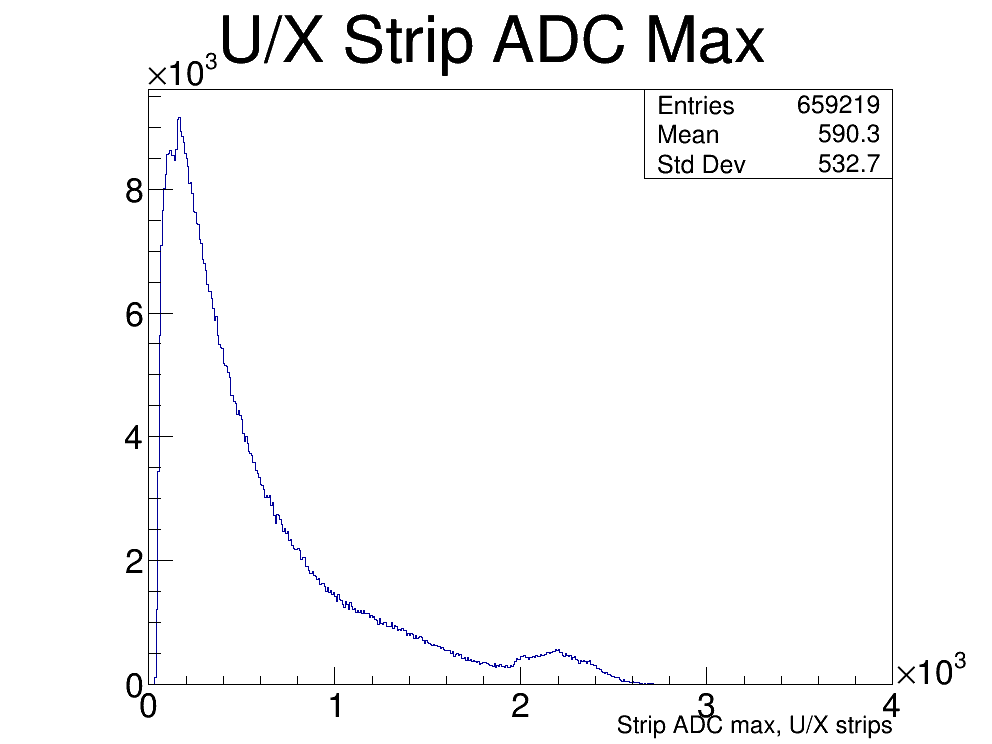 U/X Strip ADC Max
×10³
Entries 659219
Mean 590.3
Std Dev 532.7
8
6
4
2
0
0 1 2 3 4
×10³
Strip ADC max, U/X strips